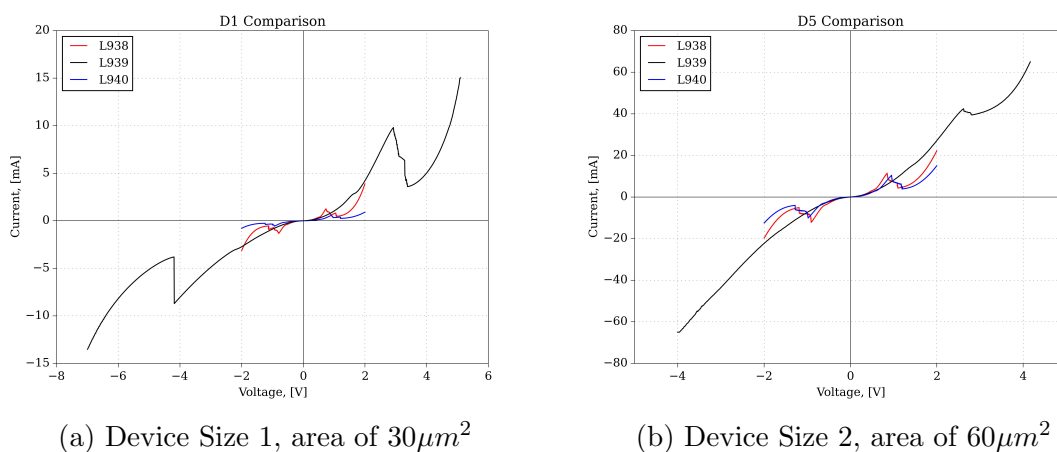 D1 Comparison
20
15
10
5
0
−5
−10
−15
−8
−6
−4
−2
0
2
4
6
Current, [mA]
Voltage, [V]
L938
L939
L940
(a) Device Size 1, area of 30μm²
D5 Comparison
80
60
40
20
0
−20
−40
−60
−80
−4
−2
0
2
4
Current, [mA]
Voltage, [V]
L938
L939
L940
(b) Device Size 2, area of 60μm²